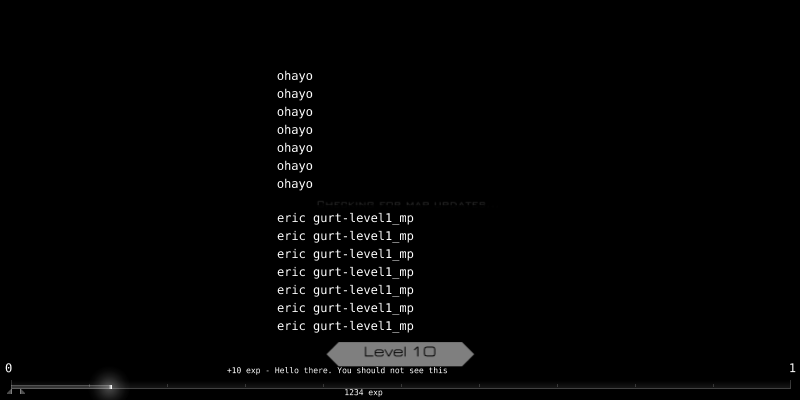 ohayo
ohayo
ohayo
ohayo
ohayo
ohayo
ohayo
Checking for map updates
eric gurt-level1_mp
eric gurt-level1_mp
eric gurt-level1_mp
eric gurt-level1_mp
eric gurt-level1_mp
eric gurt-level1_mp
eric gurt-level1_mp
Level 10
0 1
+10 exp - Hello there. You should not see this
1234 exp